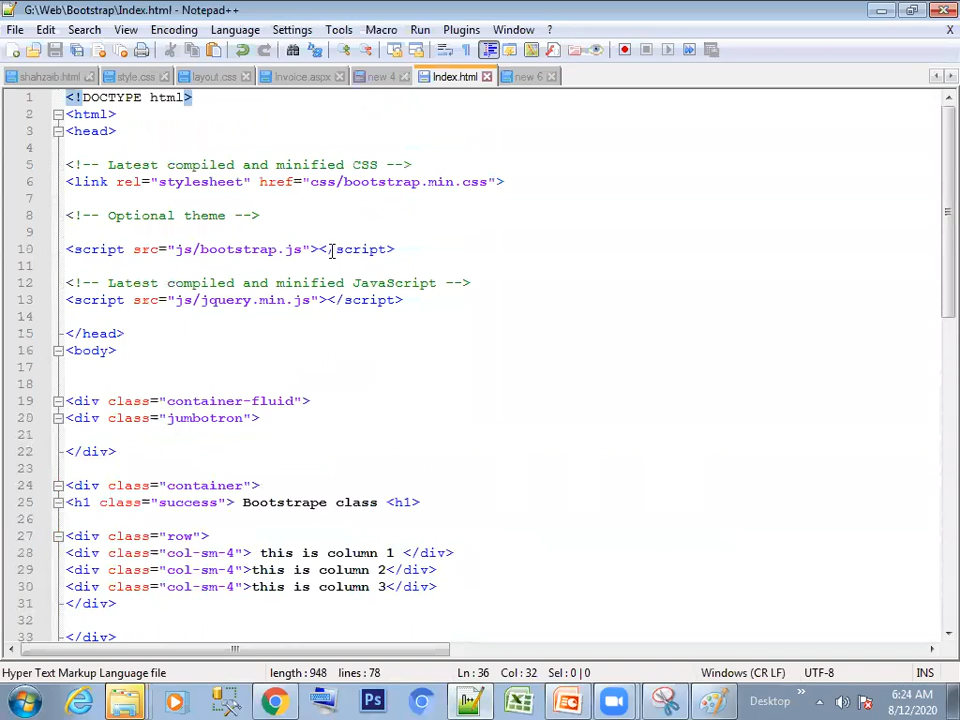 G:\Web\Bootstrap\Index.html - Notepad++
File Edit Search View Encoding Language Settings Tools Macro Run Plugins Window ? X
shahzaib.html style.css layout.css Invoice.aspx new 4 Index.html new 6
1 <!DOCTYPE html>
2 <html>
3 <head>
4
5 <!-- Latest compiled and minified CSS -->
6 <link rel="stylesheet" href="css/bootstrap.min.css">
7
8 <!-- Optional theme -->
9
10 <script src="js/bootstrap.js"></script>
11
12 <!-- Latest compiled and minified JavaScript -->
13 <script src="js/jquery.min.js"></script>
14
15 </head>
16 <body>
17
18
19 <div class="container-fluid">
20 <div class="jumbotron">
21
22 </div>
23
24 <div class="container">
25 <h1 class="success"> Bootstrape class <h1>
26
27 <div class="row">
28 <div class="col-sm-4"> this is column 1 </div>
29 <div class="col-sm-4">this is column 2</div>
30 <div class="col-sm-4">this is column 3</div>
31 </div>
32
33 </div>
Hyper Text Markup Language file length : 948 lines : 78 Ln : 36 Col : 32 Sel : 0 | 0 Windows (CR LF) UTF-8 INS
Desktop » 6:24 AM
8/12/2020